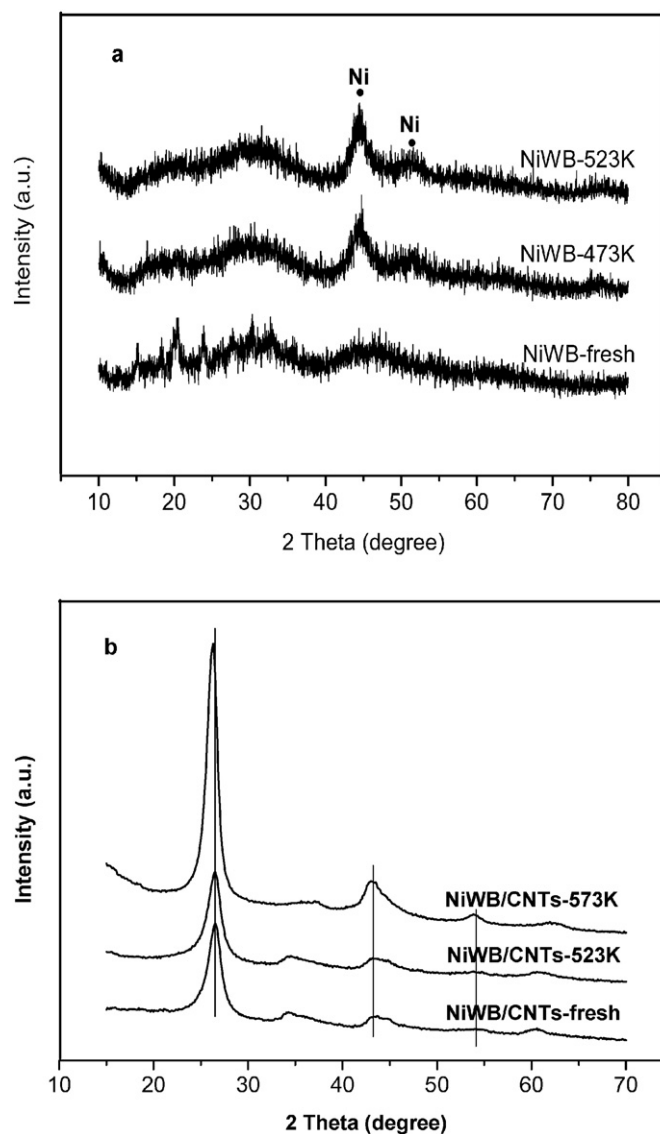 a
Ni
Ni
NiWB-523K
NiWB-473K
NiWB-fresh
Intensity (a.u.)
10 20 30 40 50 60 70 80
2 Theta (degree)
b
NiWB/CNTs-573K
NiWB/CNTs-523K
NiWB/CNTs-fresh
Intensity (a.u.)
10 20 30 40 50 60 70
2 Theta (degree)